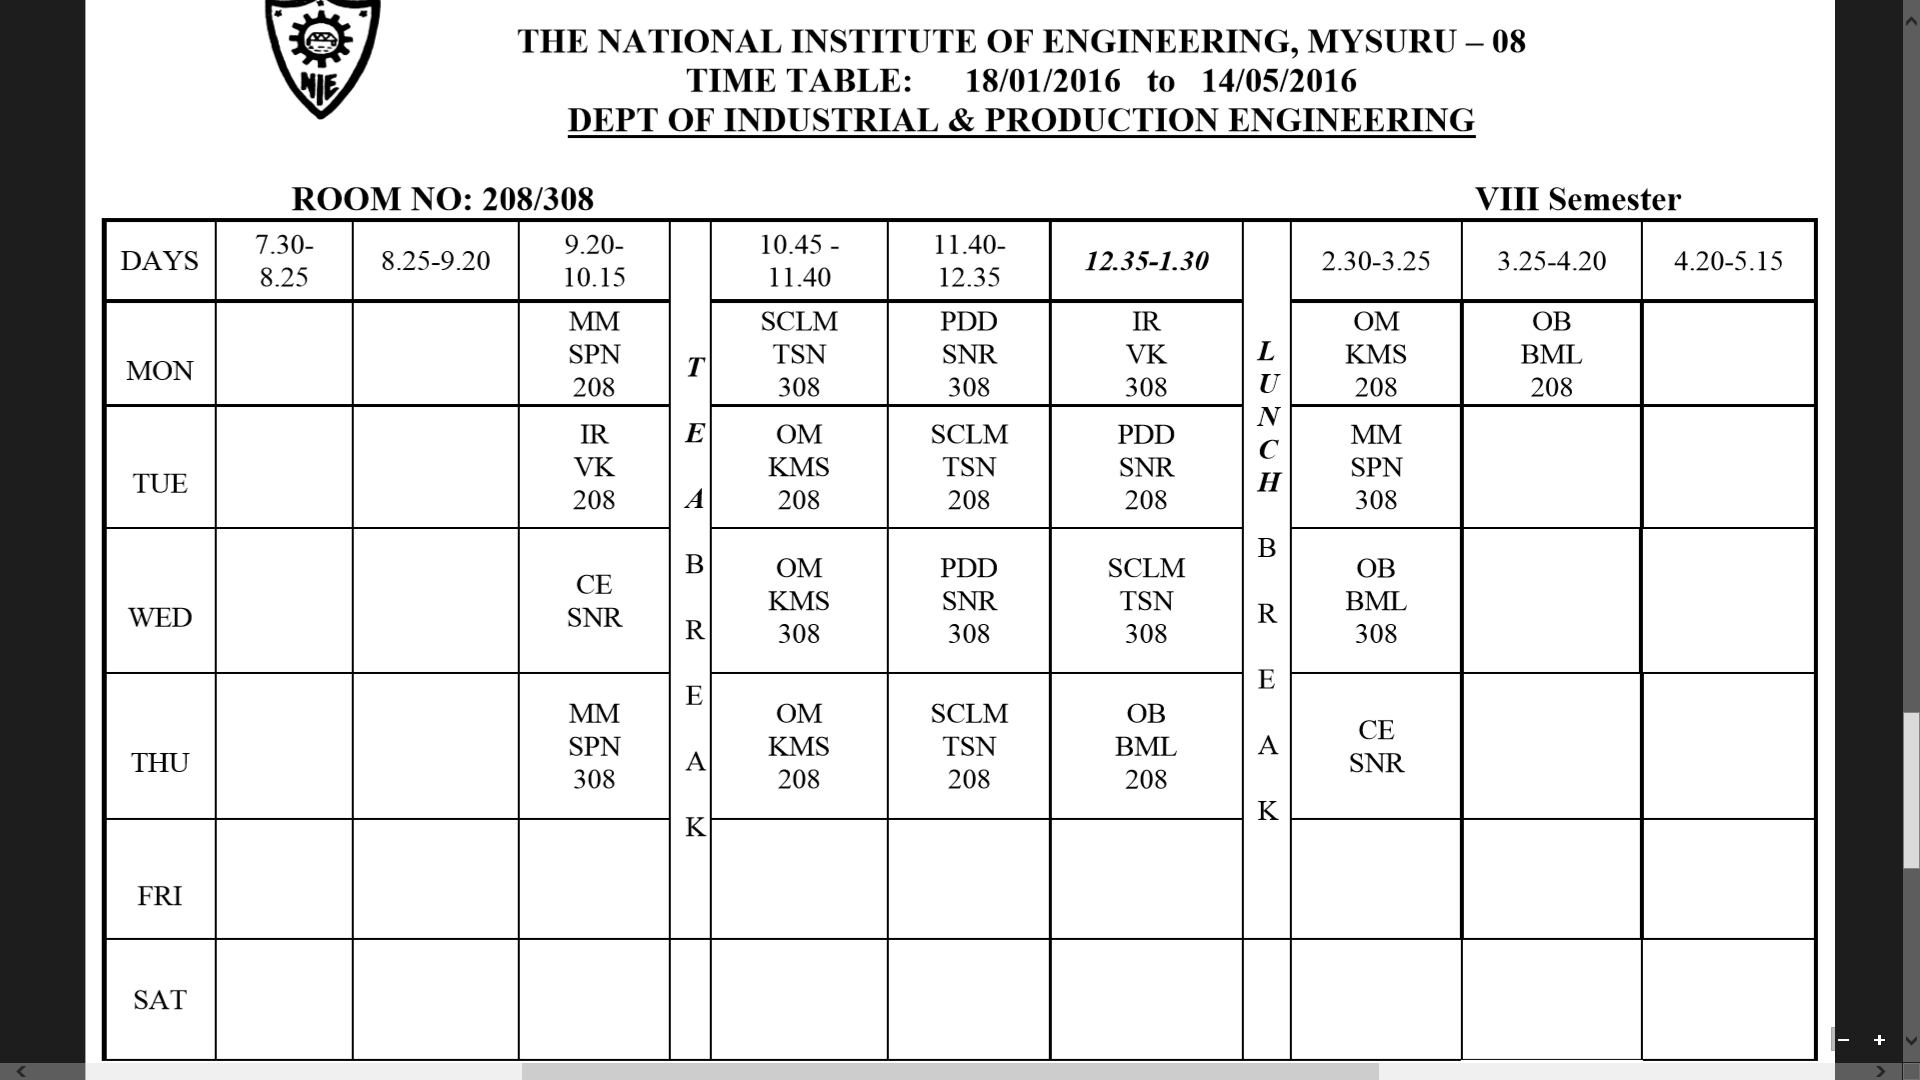 NIE
THE NATIONAL INSTITUTE OF ENGINEERING, MYSURU – 08
TIME TABLE: 18/01/2016 to 14/05/2016
DEPT OF INDUSTRIAL & PRODUCTION ENGINEERING
ROOM NO: 208/308
VIII Semester
DAYS
7.30-
8.25
8.25-9.20
9.20-
10.15
10.45 -
11.40
11.40-
12.35
12.35-1.30
2.30-3.25
3.25-4.20
4.20-5.15
T
E
A
B
R
E
A
K
L
U
N
C
H
B
R
E
A
K
MON
MM
SPN
208
SCLM
TSN
308
PDD
SNR
308
IR
VK
308
OM
KMS
208
OB
BML
208
TUE
IR
VK
208
OM
KMS
208
SCLM
TSN
208
PDD
SNR
208
MM
SPN
308
WED
CE
SNR
OM
KMS
308
PDD
SNR
308
SCLM
TSN
308
OB
BML
308
THU
MM
SPN
308
OM
KMS
208
SCLM
TSN
208
OB
BML
208
CE
SNR
FRI
SAT